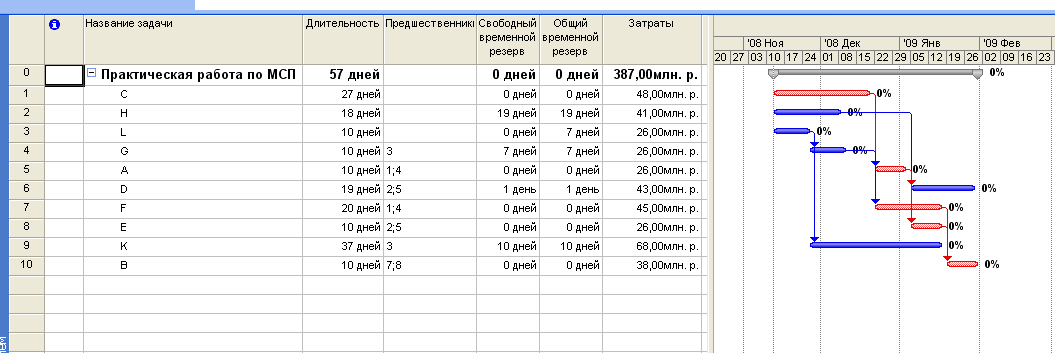 Название задачи Длительность Предшественники Свободный временной резерв Общий временной резерв Затраты
'08 Ноя '08 Дек '09 Янв '09 Фев
20 27 03 10 17 24 01 08 15 22 29 05 12 19 26 02 09
0 Практическая работа по МСП 57 дней 0 дней 0 дней 387,00млн. р. 0%
1 C 27 дней 0 дней 0 дней 48,00млн. р. 0%
2 H 18 дней 19 дней 19 дней 41,00млн. р. 0%
3 L 10 дней 0 дней 7 дней 26,00млн. р. 0%
4 G 10 дней 3 7 дней 7 дней 26,00млн. р. 0%
5 A 10 дней 1;4 0 дней 0 дней 26,00млн. р. 0%
6 D 19 дней 2;5 1 день 1 день 43,00млн. р. 0%
7 F 20 дней 1;4 0 дней 0 дней 45,00млн. р. 0%
8 E 10 дней 2;5 0 дней 0 дней 26,00млн. р. 0%
9 K 37 дней 3 10 дней 10 дней 68,00млн. р. 0%
10 B 10 дней 7;8 0 дней 0 дней 38,00млн. р. 0%